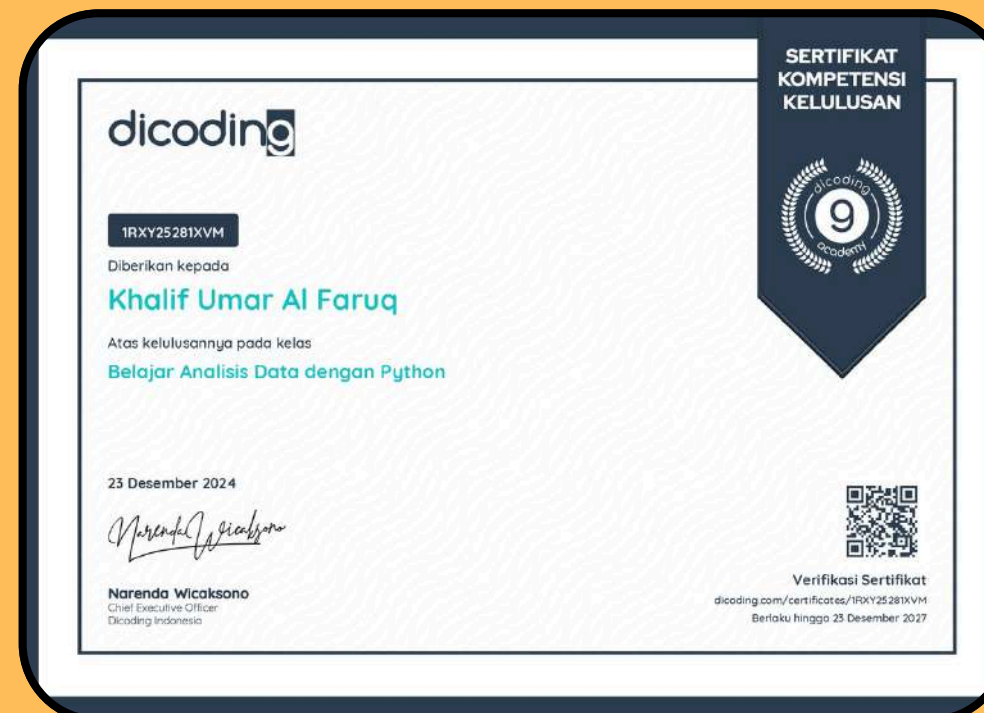 SERTIFIKAT
KOMPETENSI
KELULUSAN
dicoding
dicoding
9
academy
1RXY25281XVM
Diberikan kepada
Khalif Umar Al Faruq
Atas kelulusannya pada kelas
Belajar Analisis Data dengan Python
23 Desember 2024
Narenda Wicaksono
Narenda Wicaksono
Chief Executive Officer
Dicoding Indonesia
Verifikasi Sertifikat
dicoding.com/certificates/1RXY25281XVM
Berlaku hingga 23 Desember 2027